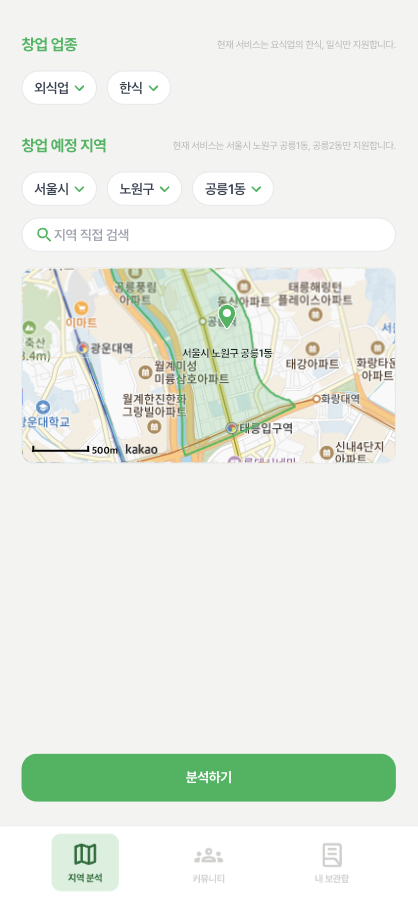 창업 업종
현재 서비스는 요식업의 한식, 일식만 지원합니다.
외식업
한식
창업 예정 지역
현재 서비스는 서울시 노원구 공릉1동, 공릉2동만 지원합니다.
서울시
노원구
공릉1동
지역 직접 검색
공릉풍림
아파트
동신아파트
태릉해링턴
플레이스아파트
이마트
축산
3.4m)
광운대역
서울시 노원구 공릉1동
월계미성
미륭삼호아파트
태강아파트
화랑타운
아파트
월계한진한화
그랑빌아파트
화랑대역
광운대학교
태릉입구역
500m
kakao
신내4단지
아파트
분석하기
지역 분석
커뮤니티
내 보관함